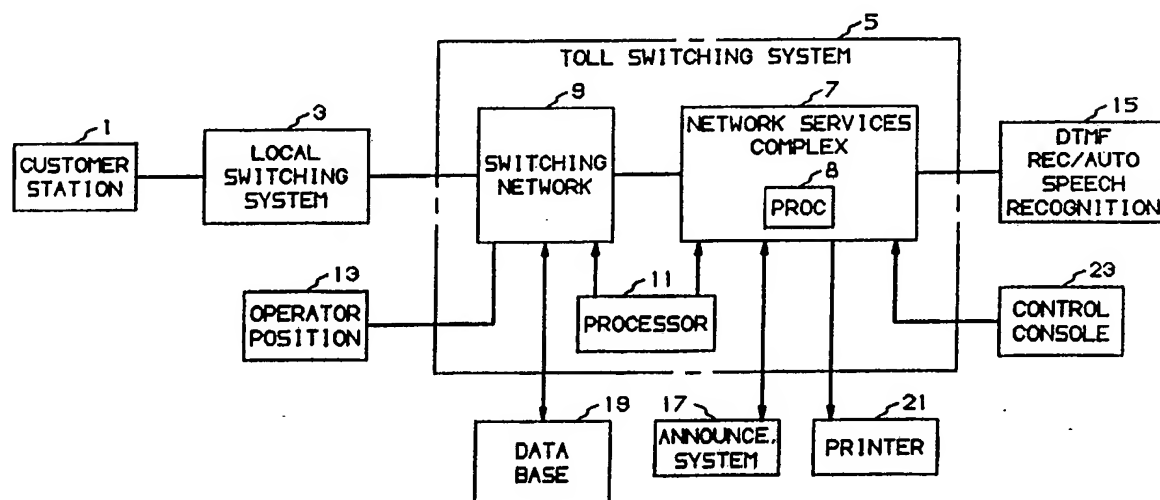 5
TOLL SWITCHING SYSTEM
1
CUSTOMER
STATION
3
LOCAL
SWITCHING
SYSTEM
9
SWITCHING
NETWORK
7
NETWORK SERVICES
COMPLEX
8
PROC
15
DTMF
REC/AUTO
SPEECH
RECOGNITION
13
OPERATOR
POSITION
11
PROCESSOR
23
CONTROL
CONSOLE
19
DATA
BASE
17
ANNOUNCE.
SYSTEM
21
PRINTER